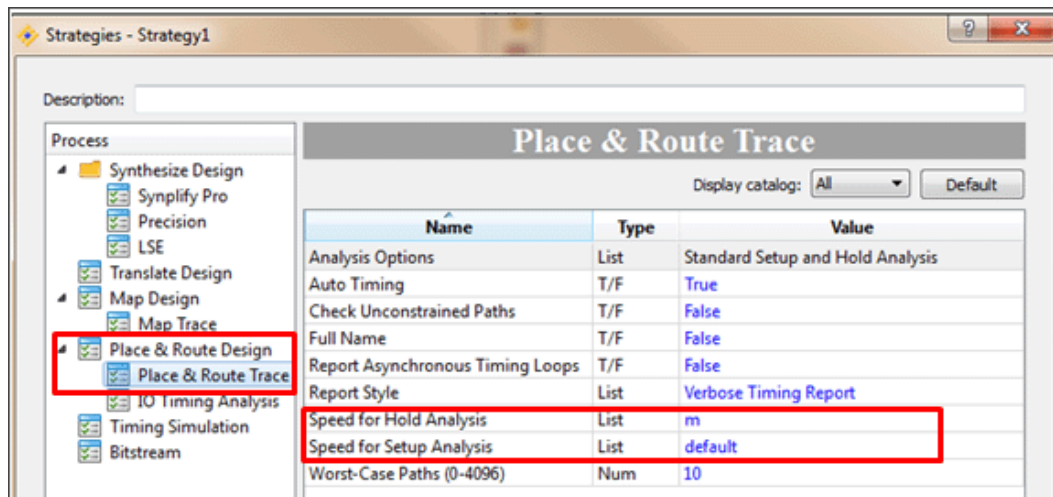 Strategies - Strategy1
Description:
Process
Synthesize Design
Synplify Pro
Precision
LSE
Translate Design
Map Design
Map Trace
Place & Route Design
Place & Route Trace
IO Timing Analysis
Timing Simulation
Bitstream
Place & Route Trace
Display catalog: All Default
Name Type Value
Analysis Options List Standard Setup and Hold Analysis
Auto Timing T/F True
Check Unconstrained Paths T/F False
Full Name T/F False
Report Asynchronous Timing Loops T/F False
Report Style List Verbose Timing Report
Speed for Hold Analysis List m
Speed for Setup Analysis List default
Worst-Case Paths (0-4096) Num 10